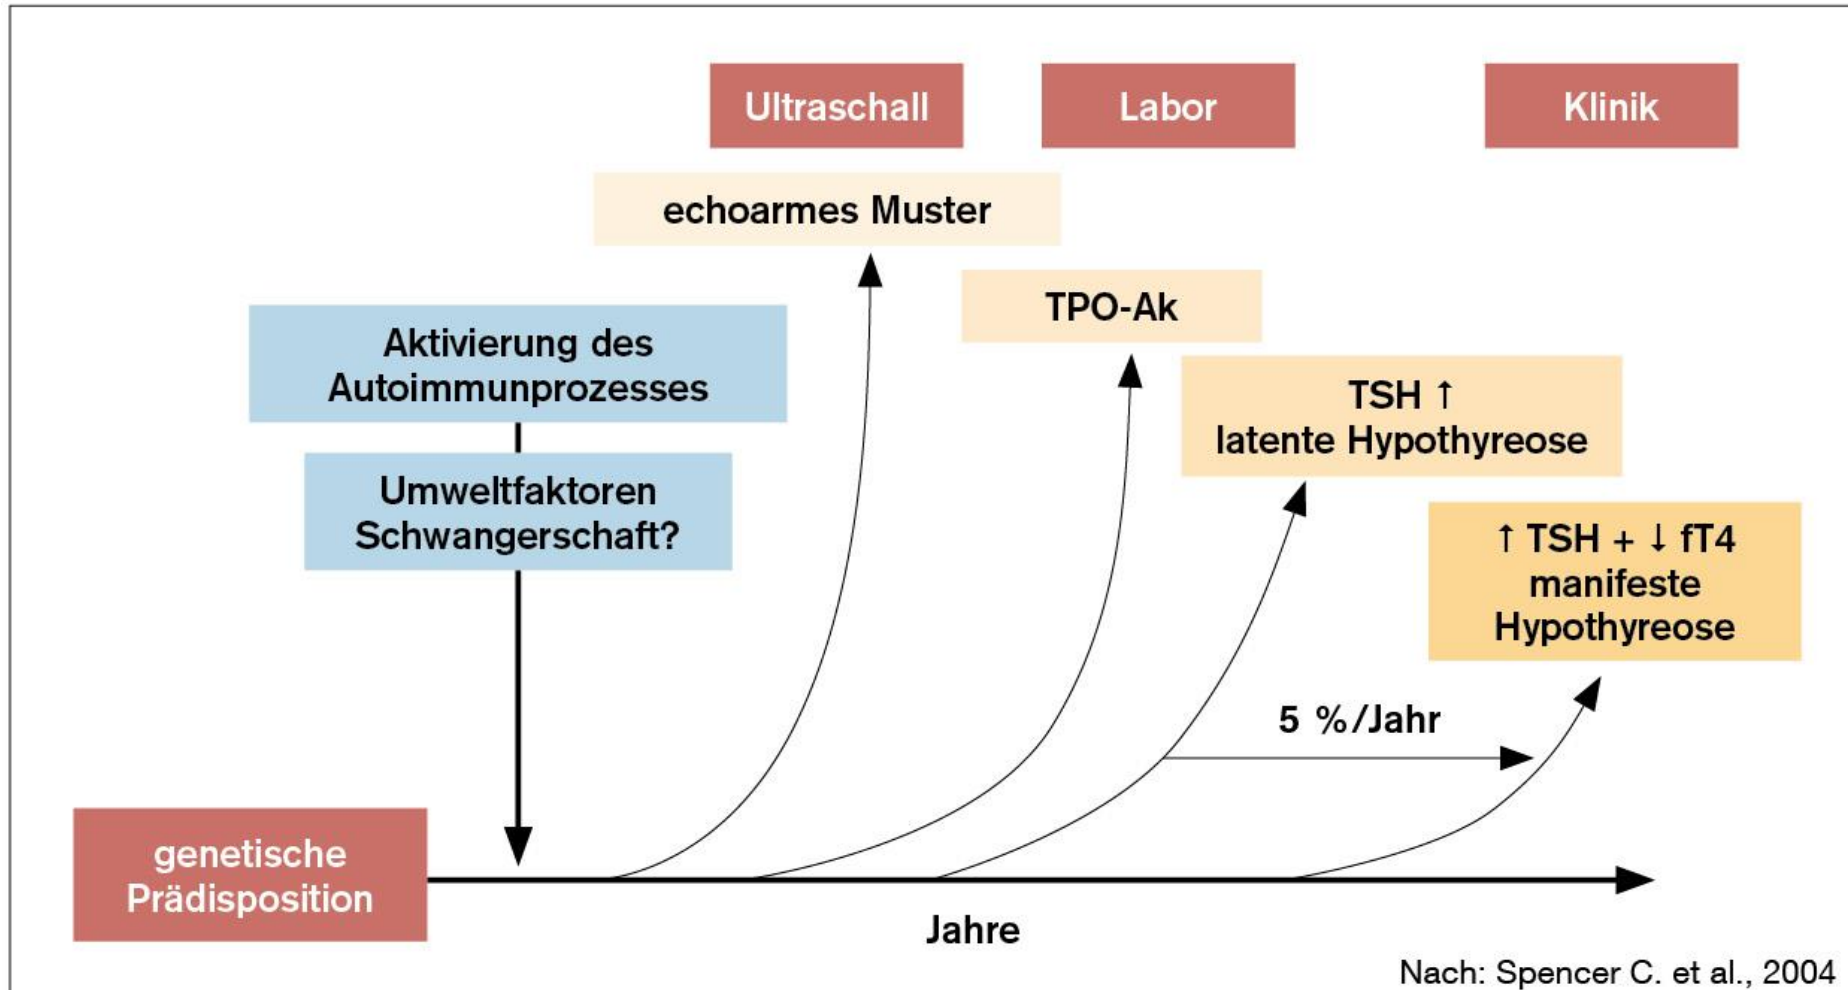 Ultraschall
Labor
Klinik
echoarmes Muster
TPO-Ak
Aktivierung des
Autoimmunprozesses
TSH ↑
latente Hypothyreose
Umweltfaktoren
Schwangerschaft?
↑ TSH + ↓ fT4
manifeste
Hypothyreose
5 %/Jahr
genetische
Prädisposition
Jahre
Nach: Spencer C. et al., 2004